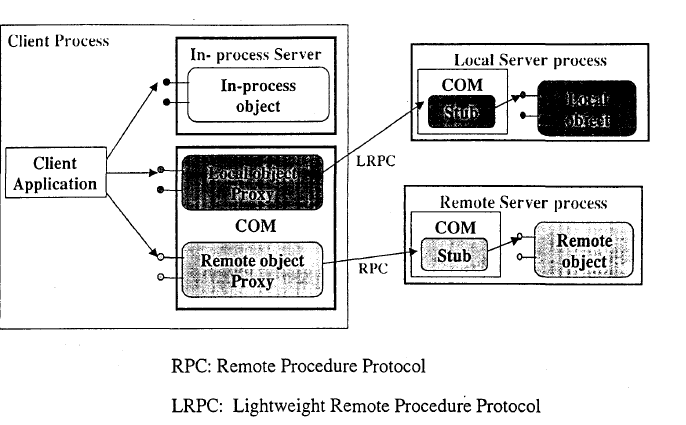 Client Process
In- process Server
In-process
object
Client
Application
Local object
Proxy
COM
Remote object
Proxy
LRPC
RPC
Local Server process
COM
Stub
Local
object
Remote Server process
COM
Stub
Remote
object
RPC: Remote Procedure Protocol
LRPC: Lightweight Remote Procedure Protocol